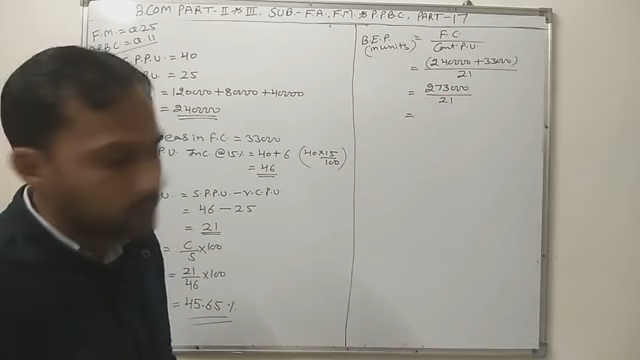 B.COM PART-II & III. SUB-F.A, F.M & P.P.B.C, PART-17
F.M. = Q.25
P.B.C = Q.11
P.P.U. = 40
P.U. = 25
= 120000 + 80000 + 40000
= 240000
eas in F.C. = 33000
P.U. Inc. @ 15% = 40 + 6 (40×15/100)
= 46
U. = S.P.P.U. - V.C.P.U.
= 46 - 25
= 21
= C/S × 100
= 21/46 × 100
= 45.65 %
B.E.P. (in units) = F.C./Cont. P.U.
= (240000 + 33000)/21
= 273000/21
=